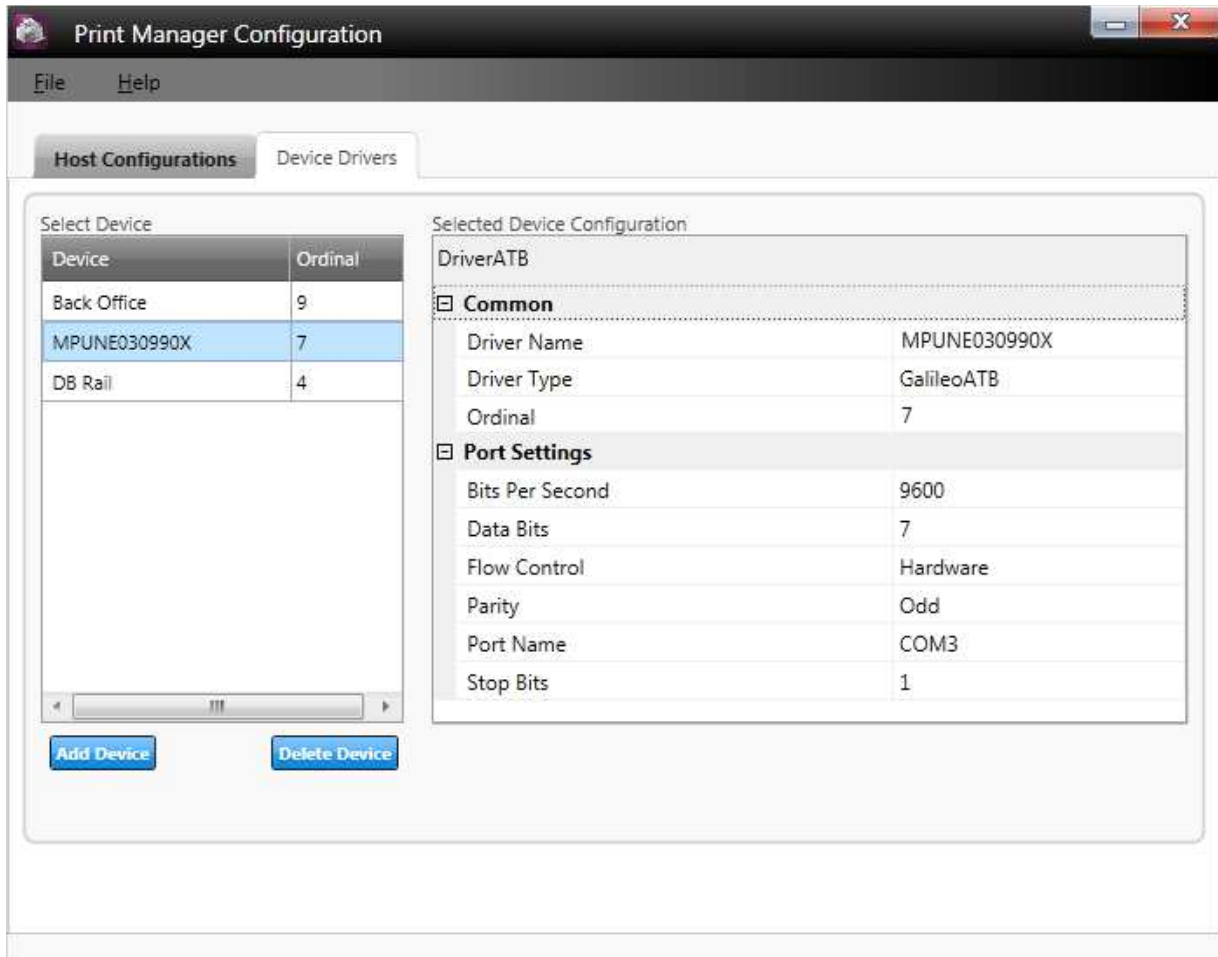 Print Manager Configuration
File Help
Host Configurations Device Drivers
Select Device
Device Ordinal
Back Office 9
MPUNE030990X 7
DB Rail 4
Add Device Delete Device
Selected Device Configuration
DriverATB
Common
Driver Name MPUNE030990X
Driver Type GalileoATB
Ordinal 7
Port Settings
Bits Per Second 9600
Data Bits 7
Flow Control Hardware
Parity Odd
Port Name COM3
Stop Bits 1